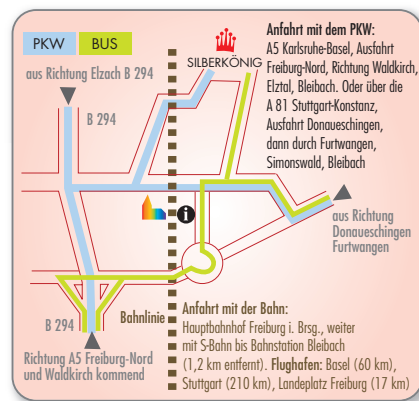 PKW
BUS
SILBERKÖNIG
Anfahrt mit dem PKW:
A5 Karlsruhe-Basel, Ausfahrt
Freiburg-Nord, Richtung Waldkirch,
Elztal, Bleibach. Oder über die
A 81 Stuttgart-Konstanz,
Ausfahrt Donaueschingen,
dann durch Furtwangen,
Simonswald, Bleibach
aus Richtung Elzach B 294
B 294
i
aus Richtung
Donaueschingen
Furtwangen
B 294
Bahnlinie
Richtung A5 Freiburg-Nord
und Waldkirch kommend
Anfahrt mit der Bahn:
Hauptbahnhof Freiburg i. Brsg., weiter
mit S-Bahn bis Bahnstation Bleibach
(1,2 km entfernt). Flughafen: Basel (60 km),
Stuttgart (210 km), Landeplatz Freiburg (17 km)